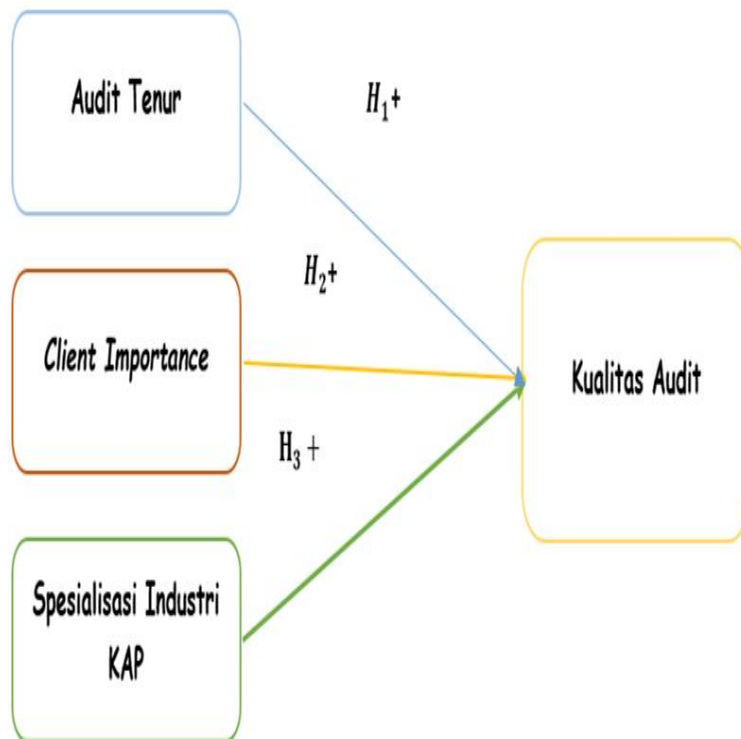 Audit Tenur
H₁+
H₂+
Client Importance
Kualitas Audit
H₃ +
Spesialisasi Industri
KAP